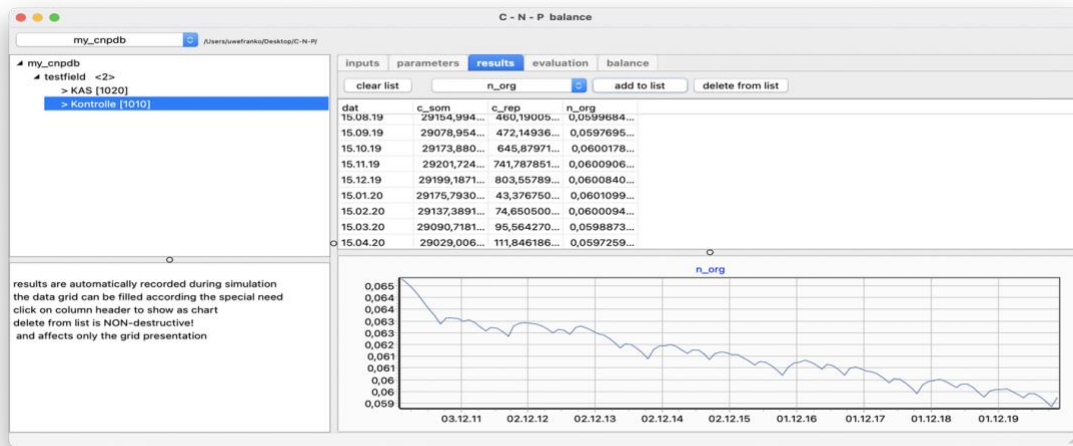 C - N - P balance
my_cnpdb
/Users/uwefranko/Desktop/C-N-P/
my_cnpdb
testfield <2>
> KAS [1020]
> Kontrolle [1010]
inputs parameters results evaluation balance
clear list n_org add to list delete from list
dat c_som c_rep n_org
15.08.19 29154,994... 460,19005... 0,0599684...
15.09.19 29078,954... 472,14936... 0,0597695...
15.10.19 29173,880... 645,87971... 0,0600178...
15.11.19 29201,724... 741,787851... 0,0600906...
15.12.19 29199,1871... 803,55789... 0,0600840...
15.01.20 29175,7930... 43,376750... 0,0601099...
15.02.20 29137,3891... 74,650500... 0,0600094...
15.03.20 29090,7181... 95,564270... 0,0598873...
15.04.20 29029,006... 111,846186... 0,0597259...
results are automatically recorded during simulation
the data grid can be filled according the special need
click on column header to show as chart
delete from list is NON-destructive!
and affects only the grid presentation
n_org
0,065
0,064
0,064
0,063
0,063
0,062
0,061
0,061
0,06
0,06
0,059
03.12.11 02.12.12 02.12.13 02.12.14 02.12.15 01.12.16 01.12.17 01.12.18 01.12.19